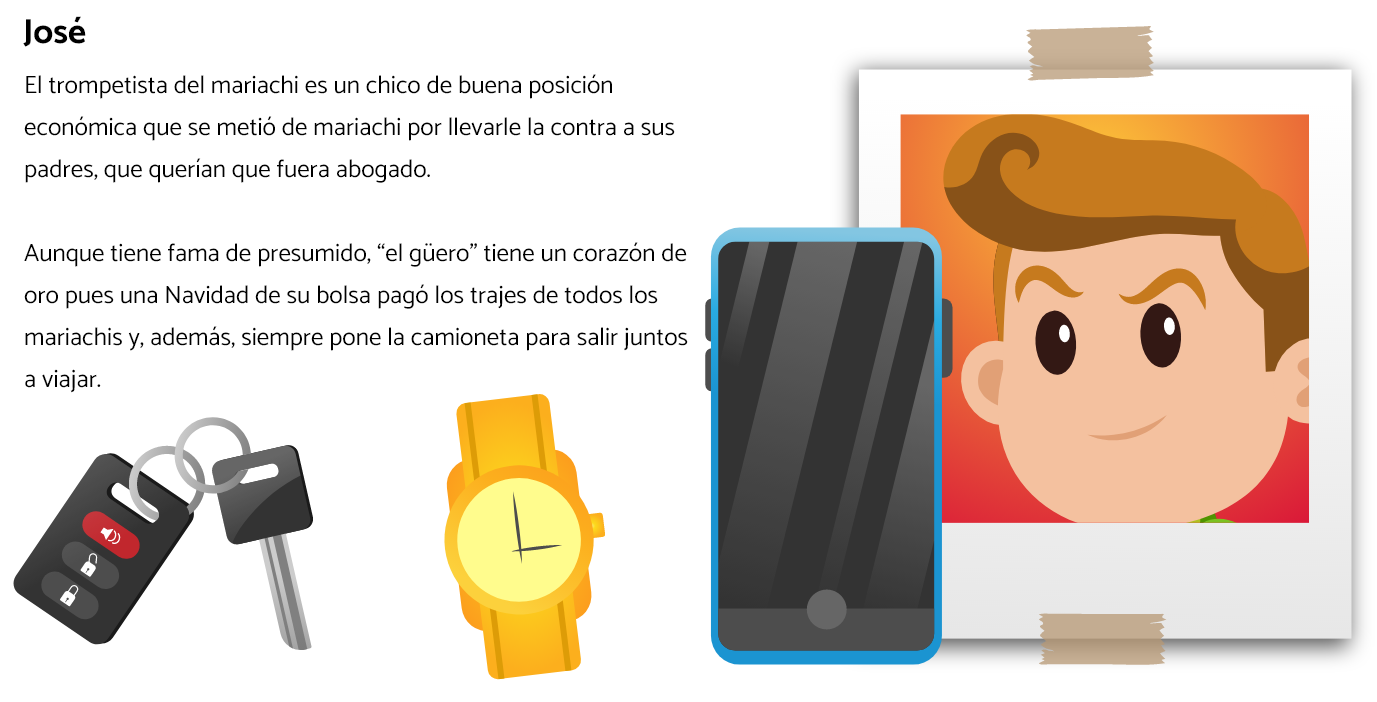 José
El trompetista del mariachi es un chico de buena posición
económica que se metió de mariachi por llevarle la contra a sus
padres, que querían que fuera abogado.
Aunque tiene fama de presumido, “el güero” tiene un corazón de
oro pues una Navidad de su bolsa pagó los trajes de todos los
mariachis y, además, siempre pone la camioneta para salir juntos
a viajar.